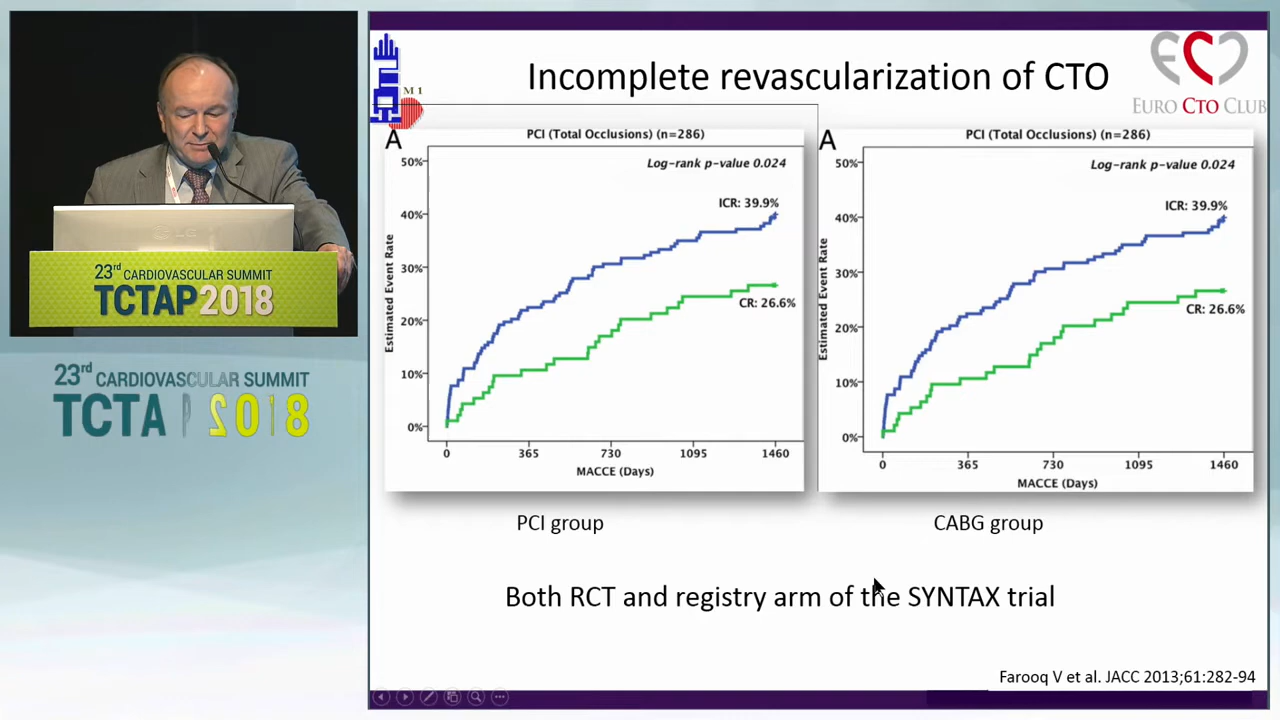 Incomplete revascularization of CTO
M 1
EURO CTO CLUB
A
PCI (Total Occlusions) (n=286)
Log-rank p-value 0.024
50%
40%
30%
20%
10%
0%
Estimated Event Rate
ICR: 39.9%
CR: 26.6%
0 365 730 1095 1460
MACCE (Days)
PCI group
A
PCI (Total Occlusions) (n=286)
Log-rank p-value 0.024
50%
40%
30%
20%
10%
0%
Estimated Event Rate
ICR: 39.9%
CR: 26.6%
0 365 730 1095 1460
MACCE (Days)
CABG group
Both RCT and registry arm of the SYNTAX trial
Farooq V et al. JACC 2013;61:282-94
LG
23rd CARDIOVASCULAR SUMMIT
TCTAP2018
23rd CARDIOVASCULAR SUMMIT
TCTAP 2018